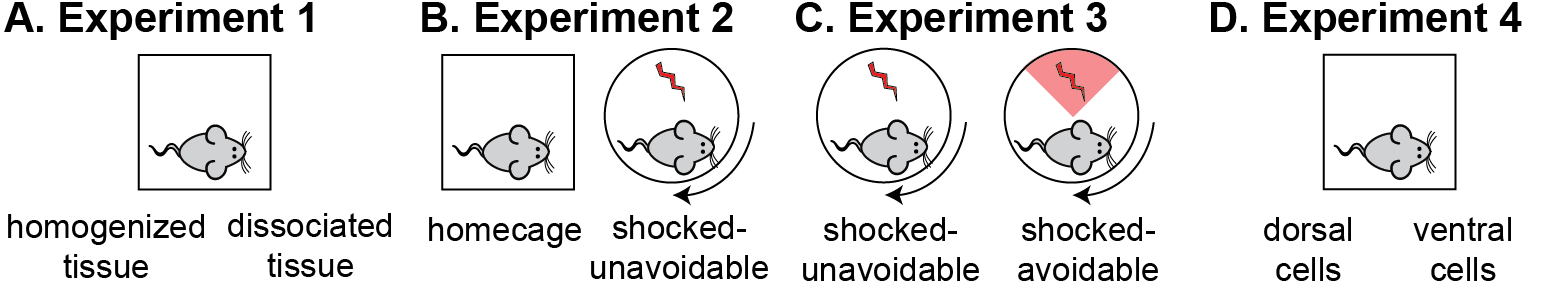 A. Experiment 1
B. Experiment 2
C. Experiment 3
D. Experiment 4
homogenized
tissue
dissociated
tissue
homecage
shocked-
unavoidable
shocked-
unavoidable
shocked-
avoidable
dorsal
cells
ventral
cells